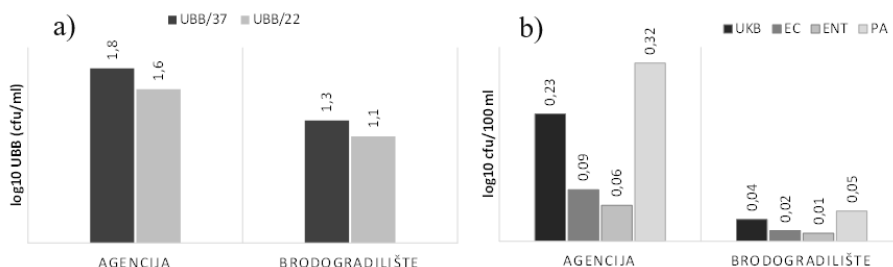 a)
UBB/37 UBB/22
log10 UBB (cfu/ml)
1,8
1,6
1,3
1,1
AGENCIJA BRODOGRADILIŠTE
b)
UKB EC ENT PA
log10 cfu/100 ml
0,23
0,09
0,06
0,32
0,04
0,02
0,01
0,05
AGENCIJA BRODOGRADILIŠTE